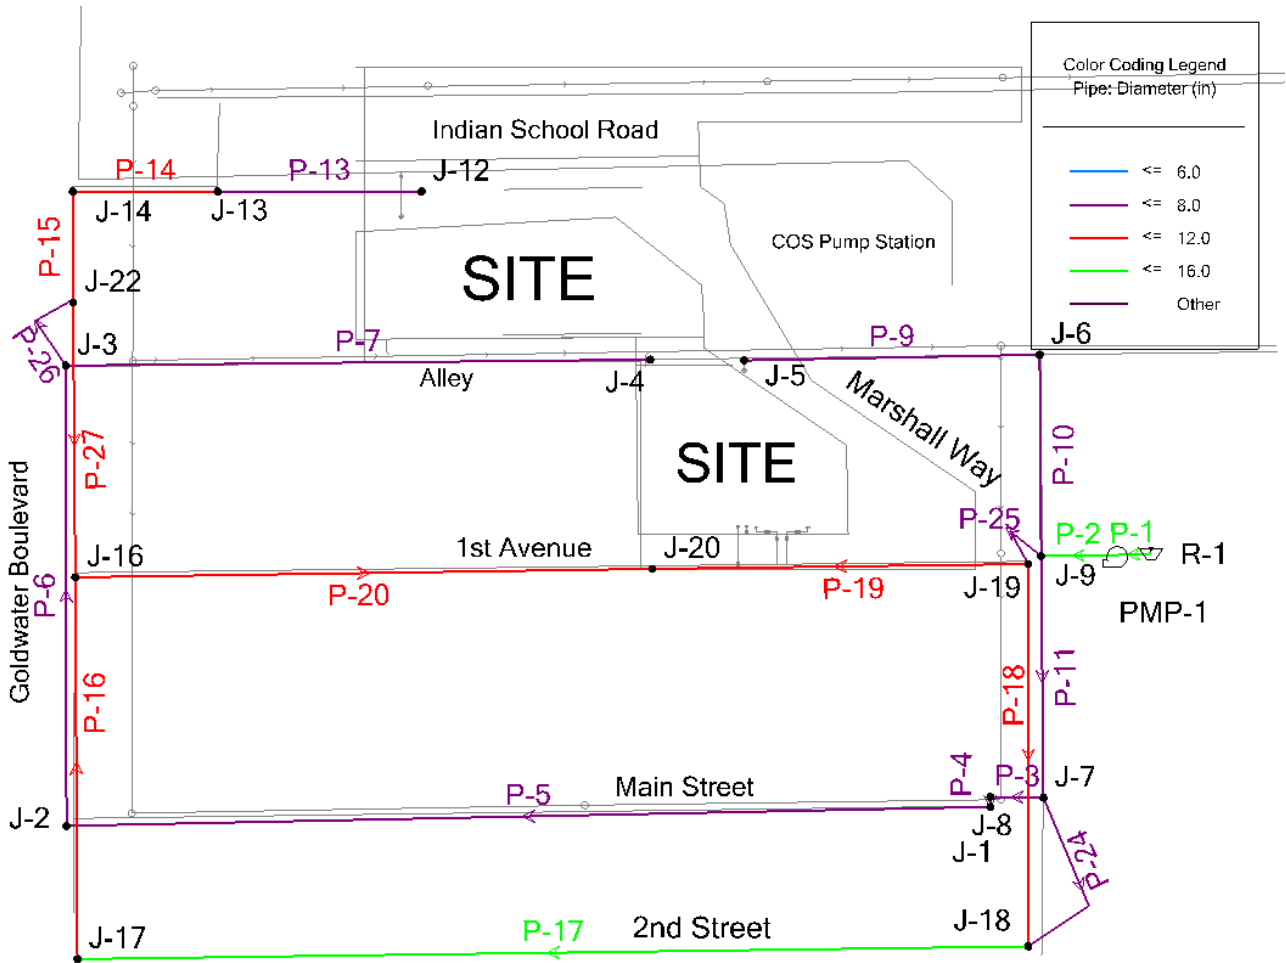 Color Coding Legend
Pipe: Diameter (in)
<= 6.0
<= 8.0
<= 12.0
<= 16.0
Other
Indian School Road
P-14
P-13
J-12
J-14
J-13
P-15
COS Pump Station
SITE
J-22
P-26
J-3
P-7
P-9
J-6
Alley
J-4
J-5
Marshall Way
P-27
SITE
P-10
Goldwater Boulevard
P-25
P-2
P-1
J-16
1st Avenue
J-20
R-1
J-19
J-9
P-6
P-20
P-19
PMP-1
P-16
P-18
P-11
P-4
P-3
J-7
Main Street
P-5
J-2
J-8
J-1
P-24
2nd Street
J-18
J-17
P-17